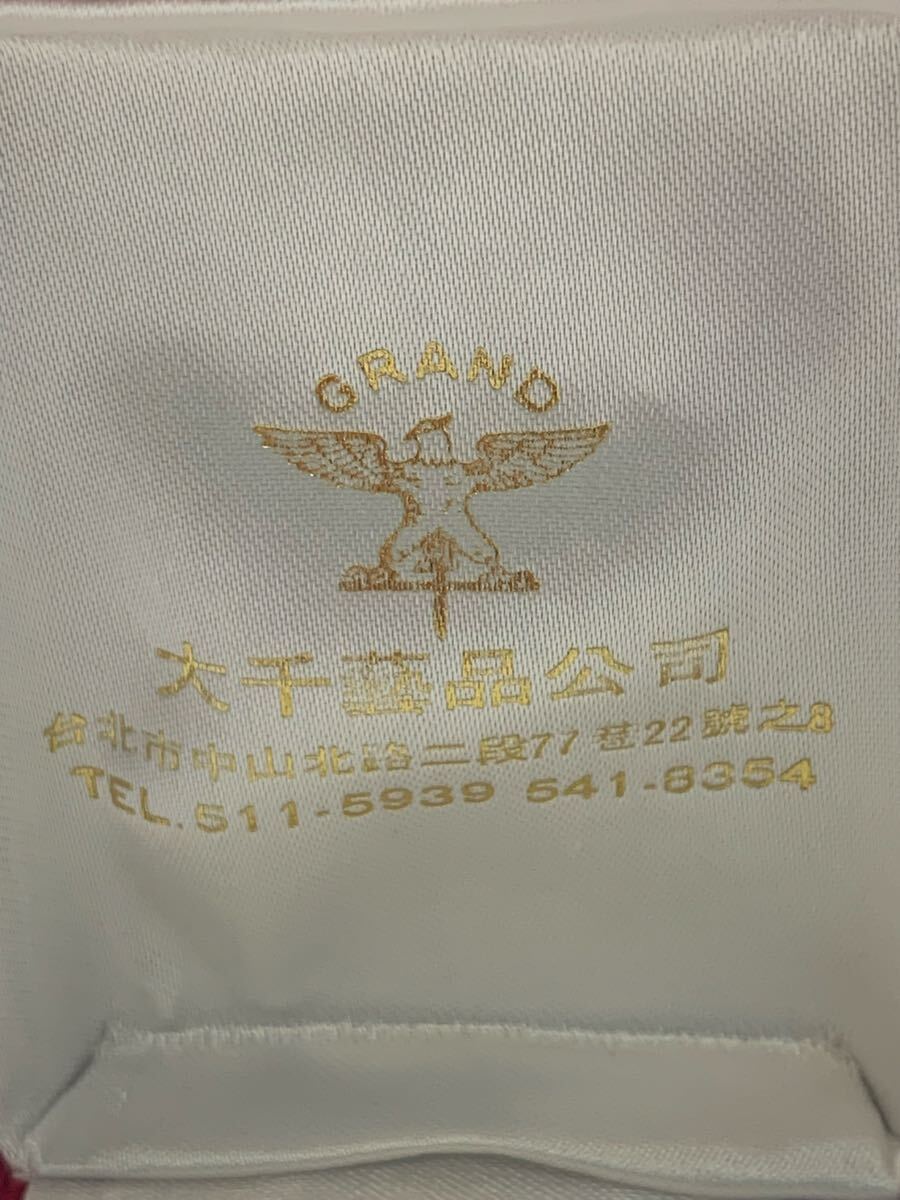 GRAND
大千藝品公司
台北市中山北路二段77巷22號之8
TEL. 511-5939 541-8354